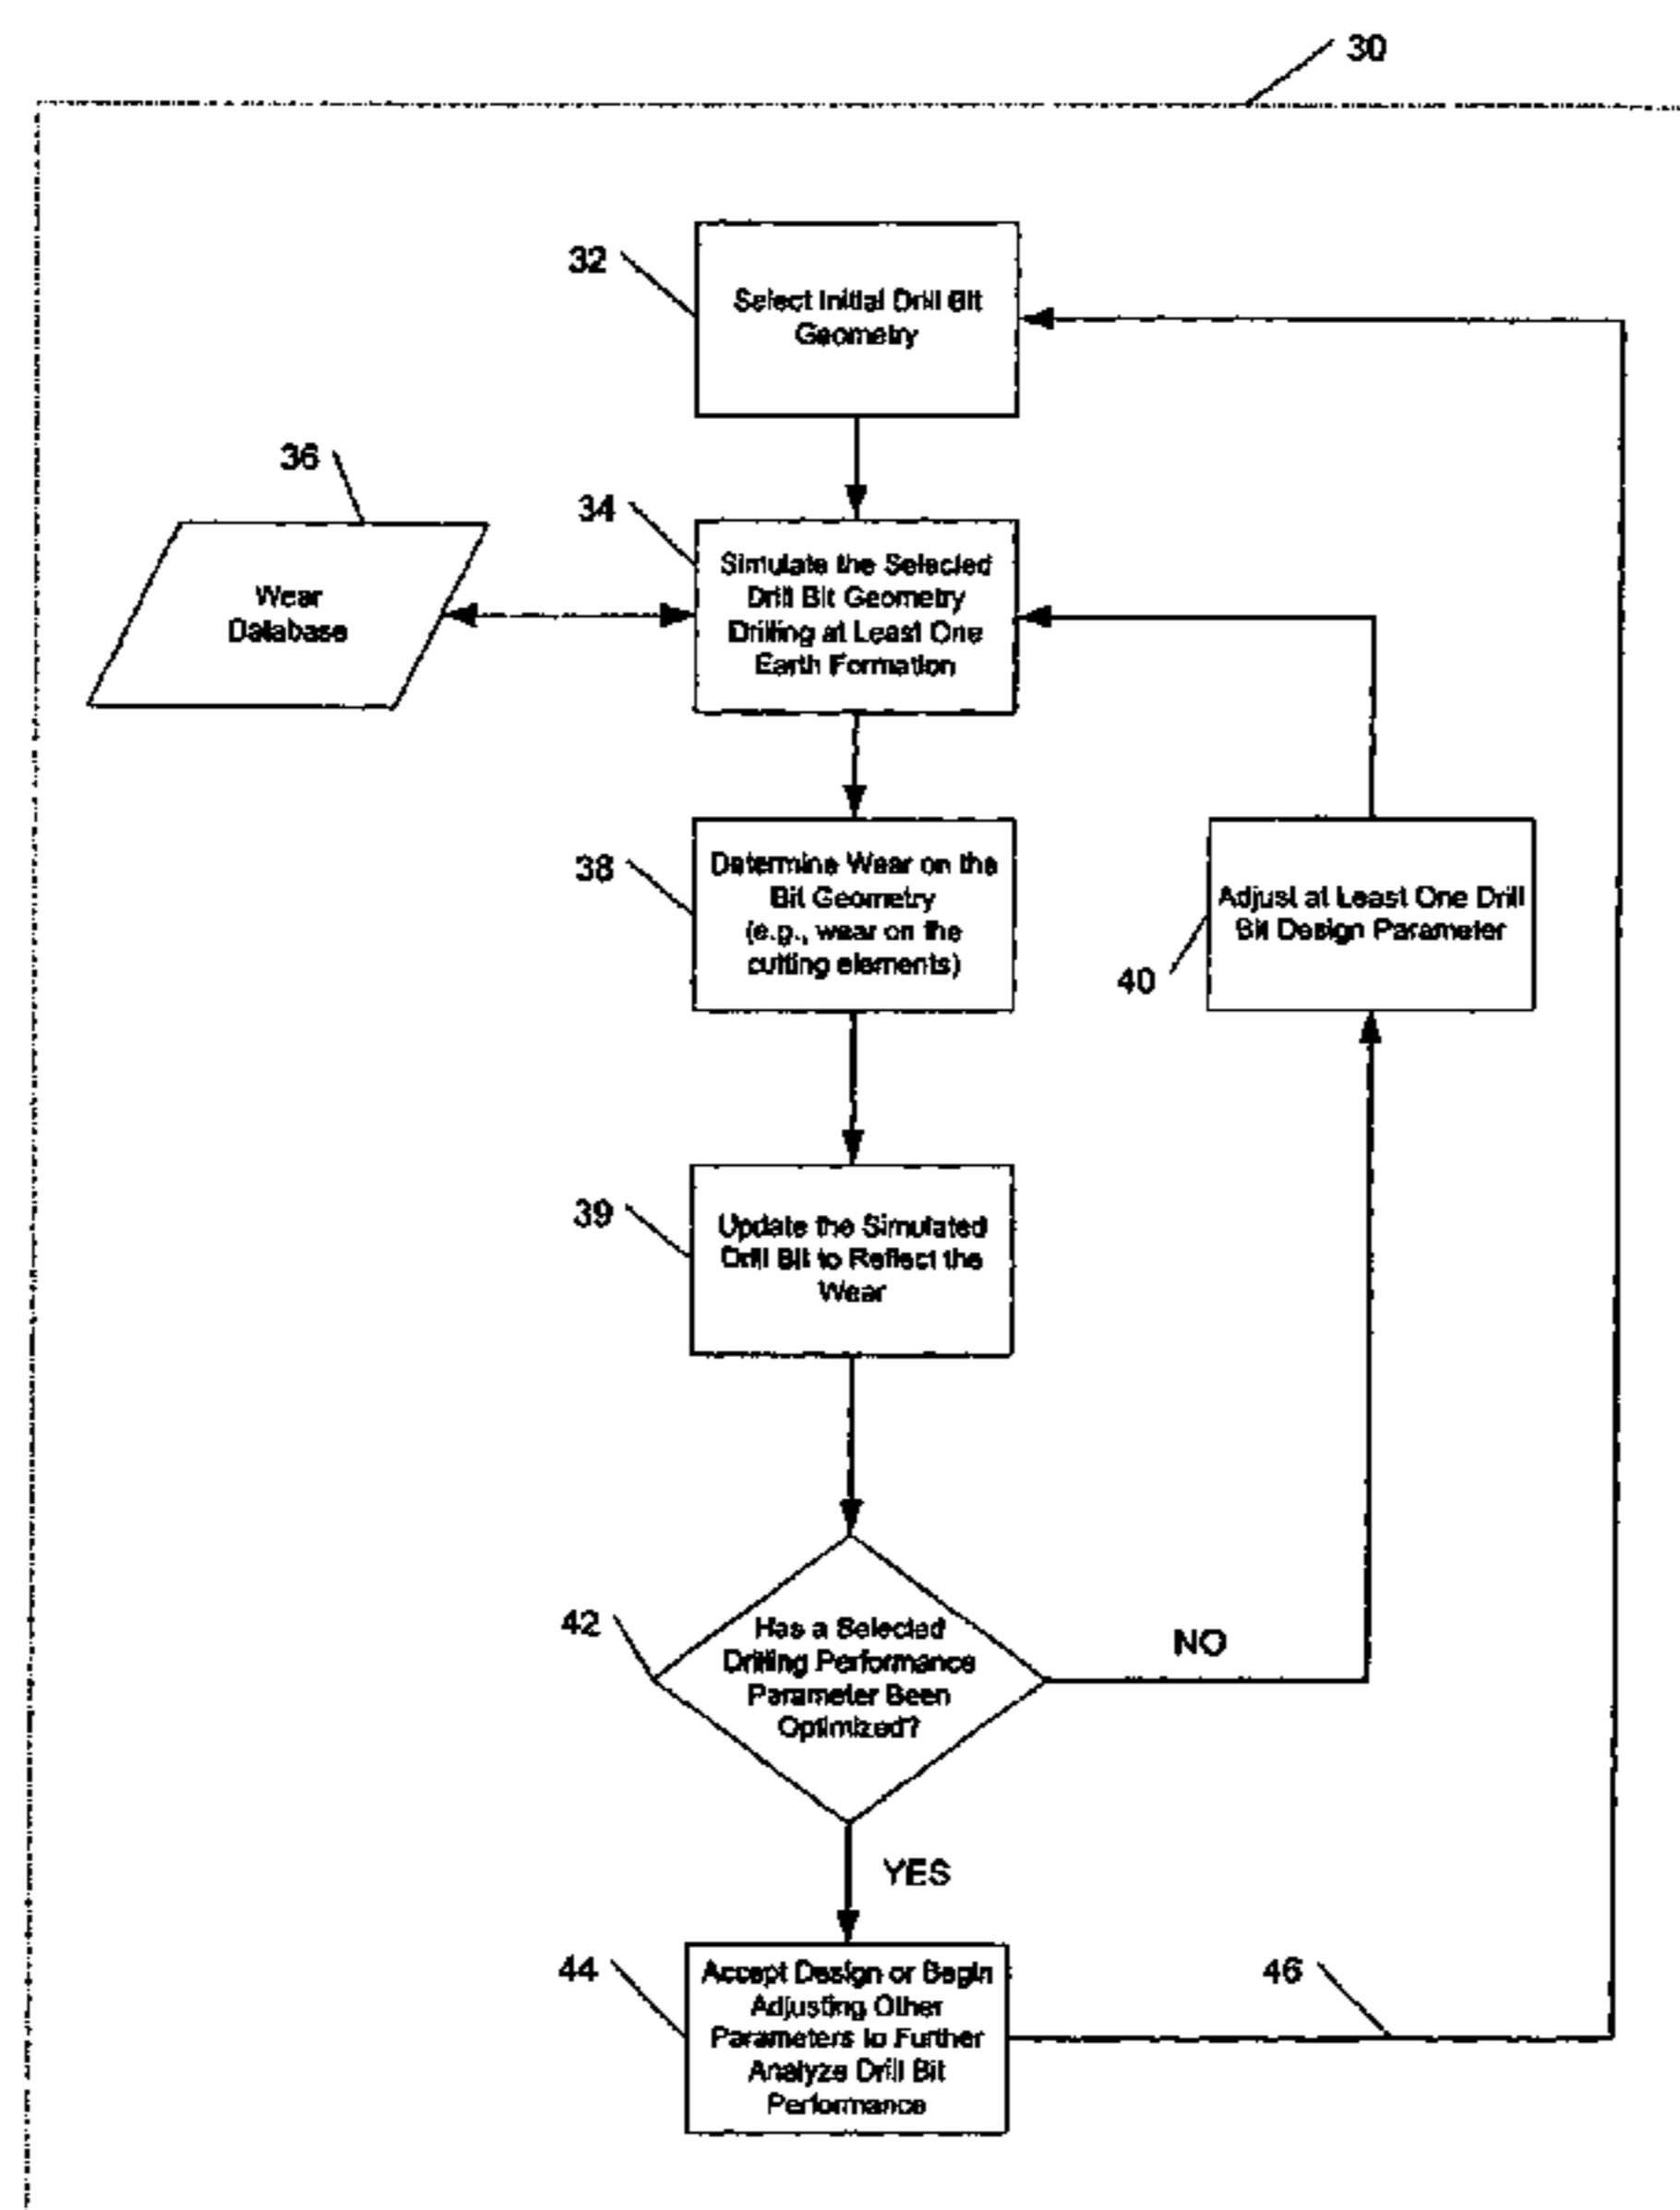 30
32
Select Initial Drill Bit
Geometry
36
34
Wear
Database
Simulate the Selected
Drill Bit Geometry
Drilling at Least One
Earth Formation
38
Determine Wear on the
Bit Geometry
(e.g., wear on the
cutting elements)
Adjust at Least One Drill
Bit Design Parameter
40
39
Update the Simulated
Drill Bit to Reflect the
Wear
42
Has a Selected
Drilling Performance
Parameter Been
Optimized?
NO
YES
44
Accept Design or Begin
Adjusting Other
Parameters to Further
Analyze Drill Bit
Performance
46